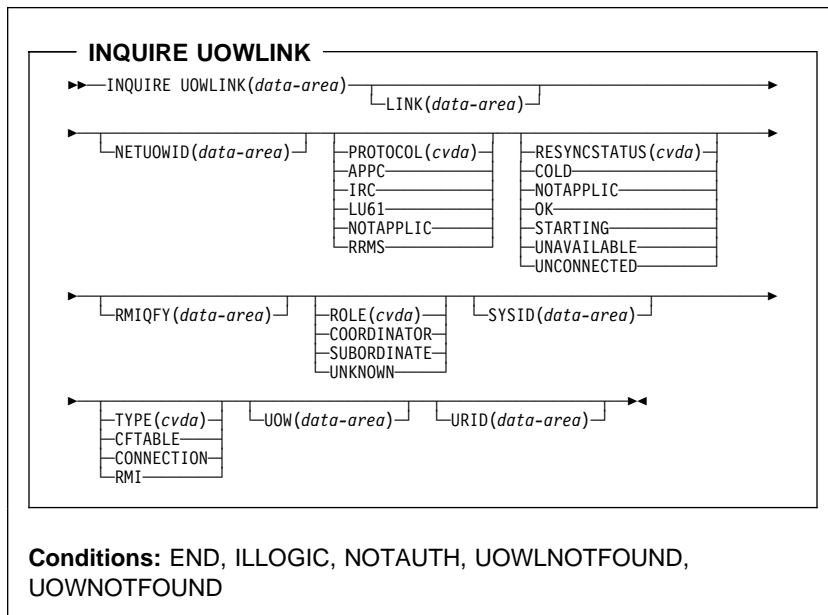 INQUIRE UOWLINK
INQUIRE UOWLINK(data-area)
LINK(data-area)
NETUOWID(data-area)
PROTOCOL(cvda)
APPC
IRC
LU61
NOTAPPLIC
RRMS
RESYNCSTATUS(cvda)
COLD
NOTAPPLIC
OK
STARTING
UNAVAILABLE
UNCONNECTED
RMIQFY(data-area)
ROLE(cvda)
COORDINATOR
SUBORDINATE
UNKNOWN
SYSID(data-area)
TYPE(cvda)
CFTABLE
CONNECTION
RMI
UOW(data-area)
URID(data-area)
Conditions: END, ILLOGIC, NOTAUTH, UOWLNOTFOUND,
UOWNOTFOUND